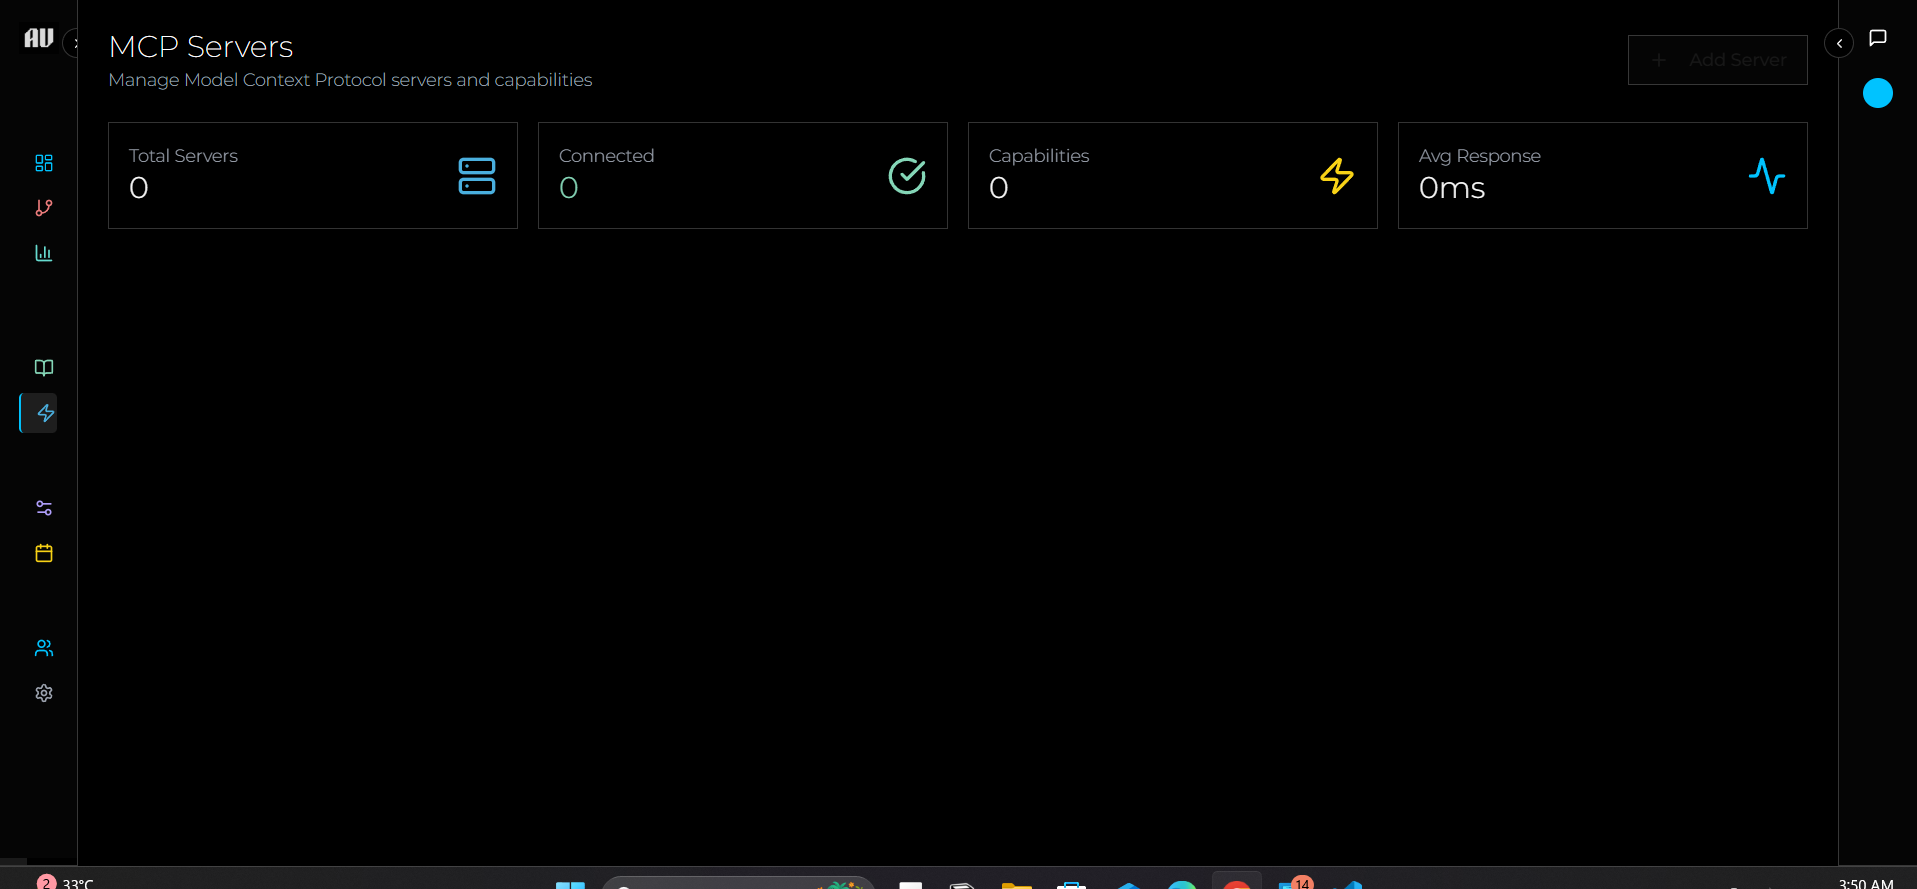 AU
MCP Servers
Manage Model Context Protocol servers and capabilities
Add Server
Total Servers
0
Connected
0
Capabilities
0
Avg Response
0ms
2
33°C
14
3:50 AM